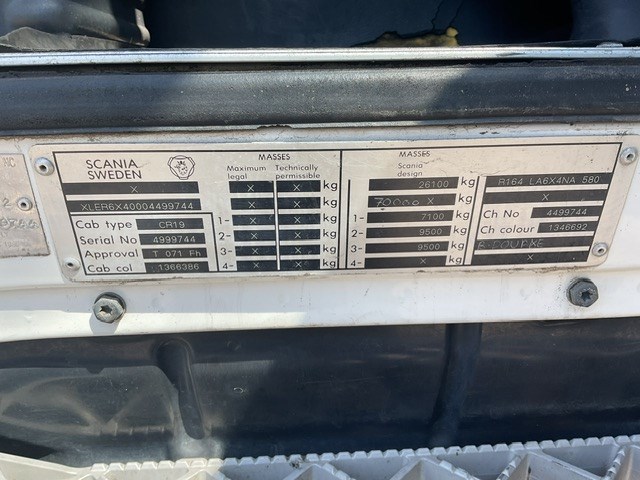 SCANIA
SWEDEN
X
XLER6X40004499744
Cab type CR19
Serial No 4999744
Approval T 071 Fh
Cab col 1366386
MASSES
Maximum legal Technically permissible
X X kg
X X kg
1- X X kg
2- X X kg
3- X X kg
4- X X kg
MASSES
Scania design
26100 kg
70000 X kg
1- 7100 kg
2- 9500 kg
3- 9500 kg
4- X kg
R164 LA6X4NA 580
X
Ch No 4499744
Ch colour 1346692
X